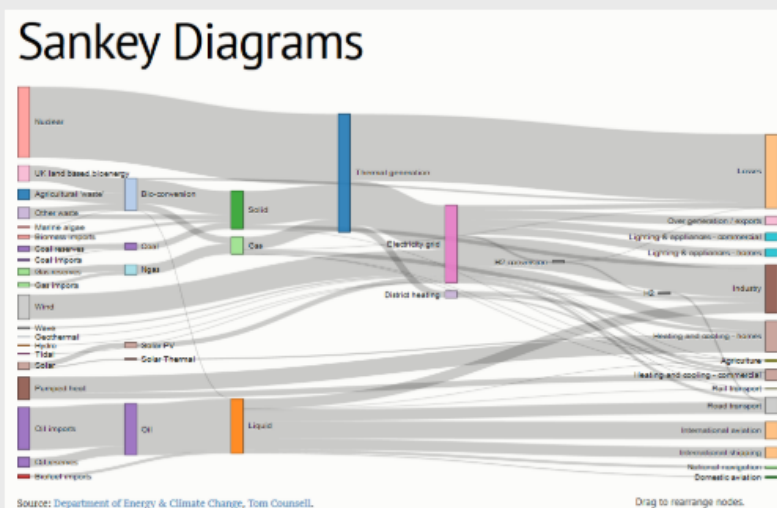 Sankey Diagrams
Nuclear
Losses
UK land based bioenergy
Thermal generation
Agricultural 'waste'
Bio-conversion
Other waste
Solid
Over generation / exports
Marine algae
Biomass imports
Lighting & appliances - commercial
Coal reserves
Coal
Gas
Electricity grid
Lighting & appliances - homes
Coal imports
H2 conversion
Gas reserves
Ngas
Gas imports
Industry
District heating
H2
Wind
Wave
Geothermal
Heating and cooling - homes
Hydro
Solar PV
Tidal
Solar
Solar Thermal
Agriculture
Heating and cooling - commercial
Pumped heat
Rail transport
Road transport
Oil imports
Oil
Liquid
International aviation
International shipping
Oil reserves
National navigation
Biofuel imports
Domestic aviation
Source: Department of Energy & Climate Change, Tom Counsell.
Drag to rearrange nodes.